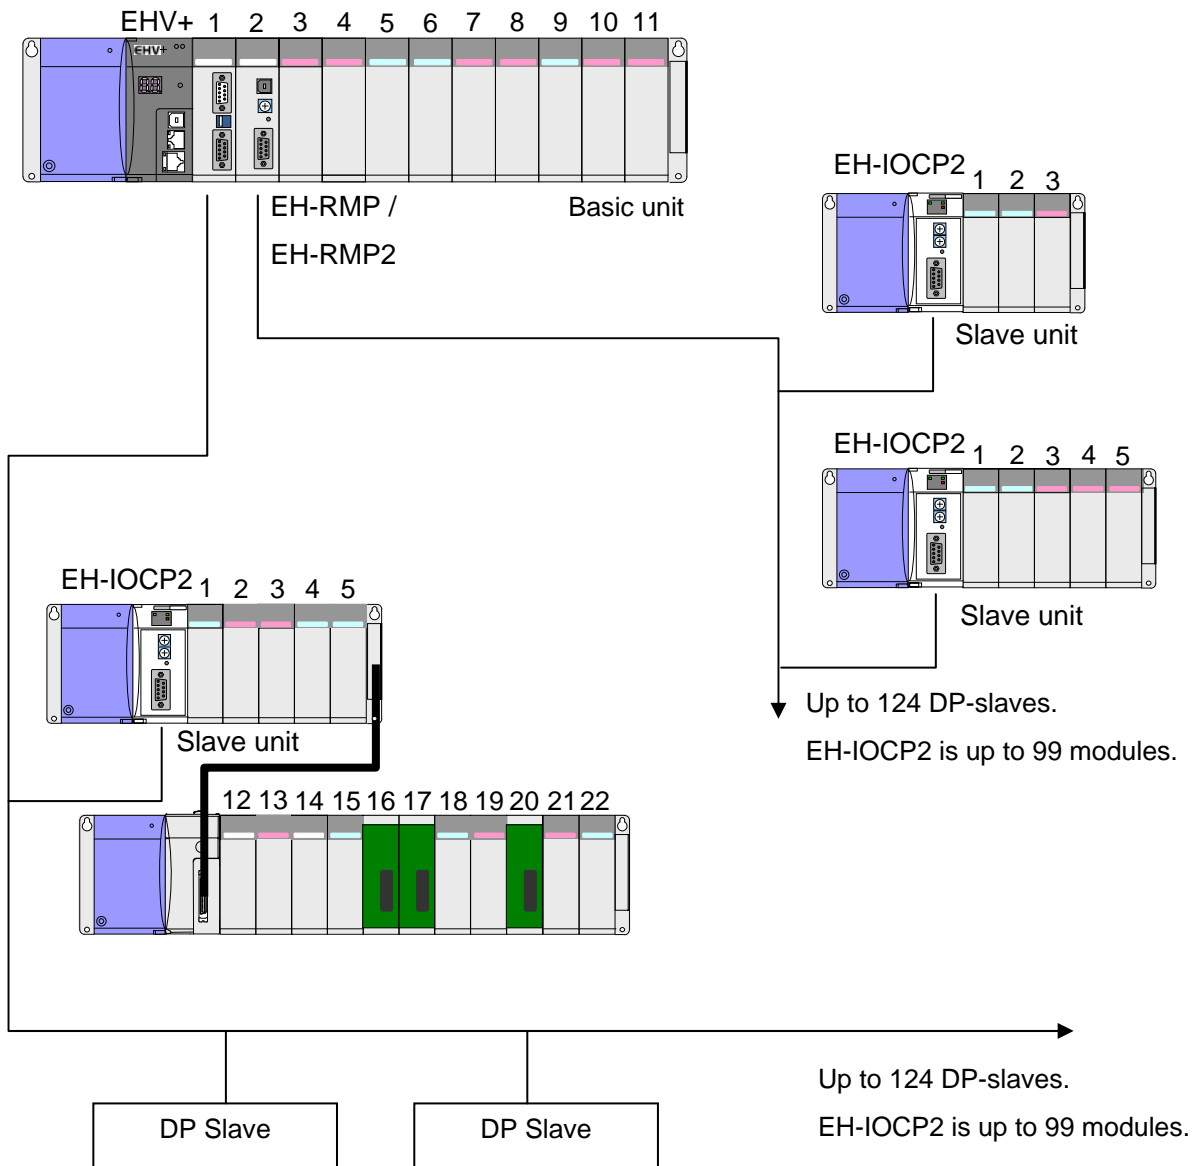 EHV+ 1 2 3 4 5 6 7 8 9 10 11
EHV+
EH-RMP /
EH-RMP2
Basic unit
EH-IOCP2 1 2 3
Slave unit
EH-IOCP2 1 2 3 4 5
Slave unit
Up to 124 DP-slaves.
EH-IOCP2 is up to 99 modules.
EH-IOCP2 1 2 3 4 5
Slave unit
12 13 14 15 16 17 18 19 20 21 22
Up to 124 DP-slaves.
EH-IOCP2 is up to 99 modules.
DP Slave
DP Slave